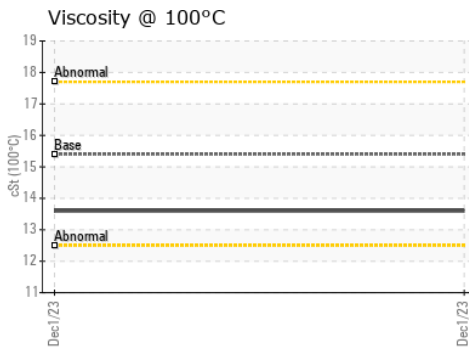 Viscosity @ 100°C
cSt (100°C)
19
18
17
16
15
14
13
12
11
Abnormal
Base
Abnormal
Dec1/23
Dec1/23